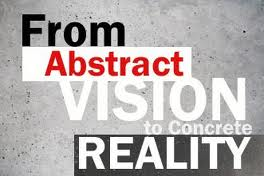 From
Abstract
VISION
to Concrete
REALITY